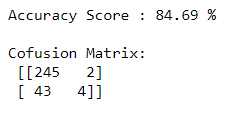 Accuracy Score : 84.69 %
Cofusion Matrix:
[[245 2]
[ 43 4]]